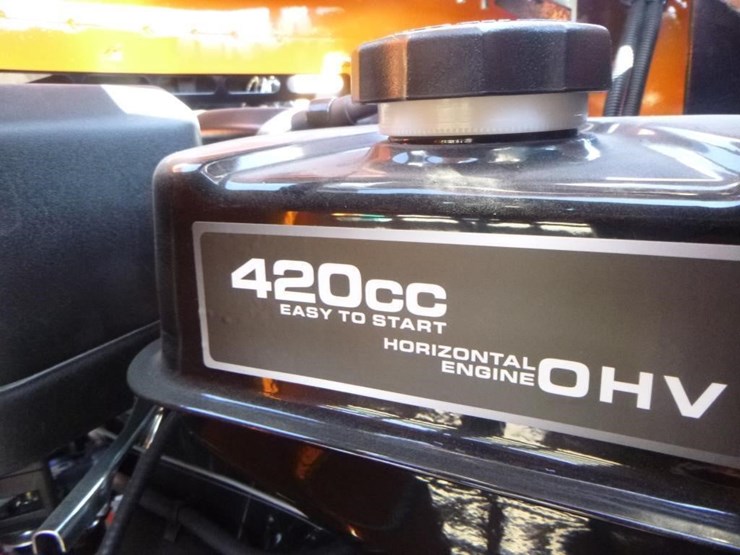 420cc
EASY TO START
HORIZONTAL
ENGINE OHV